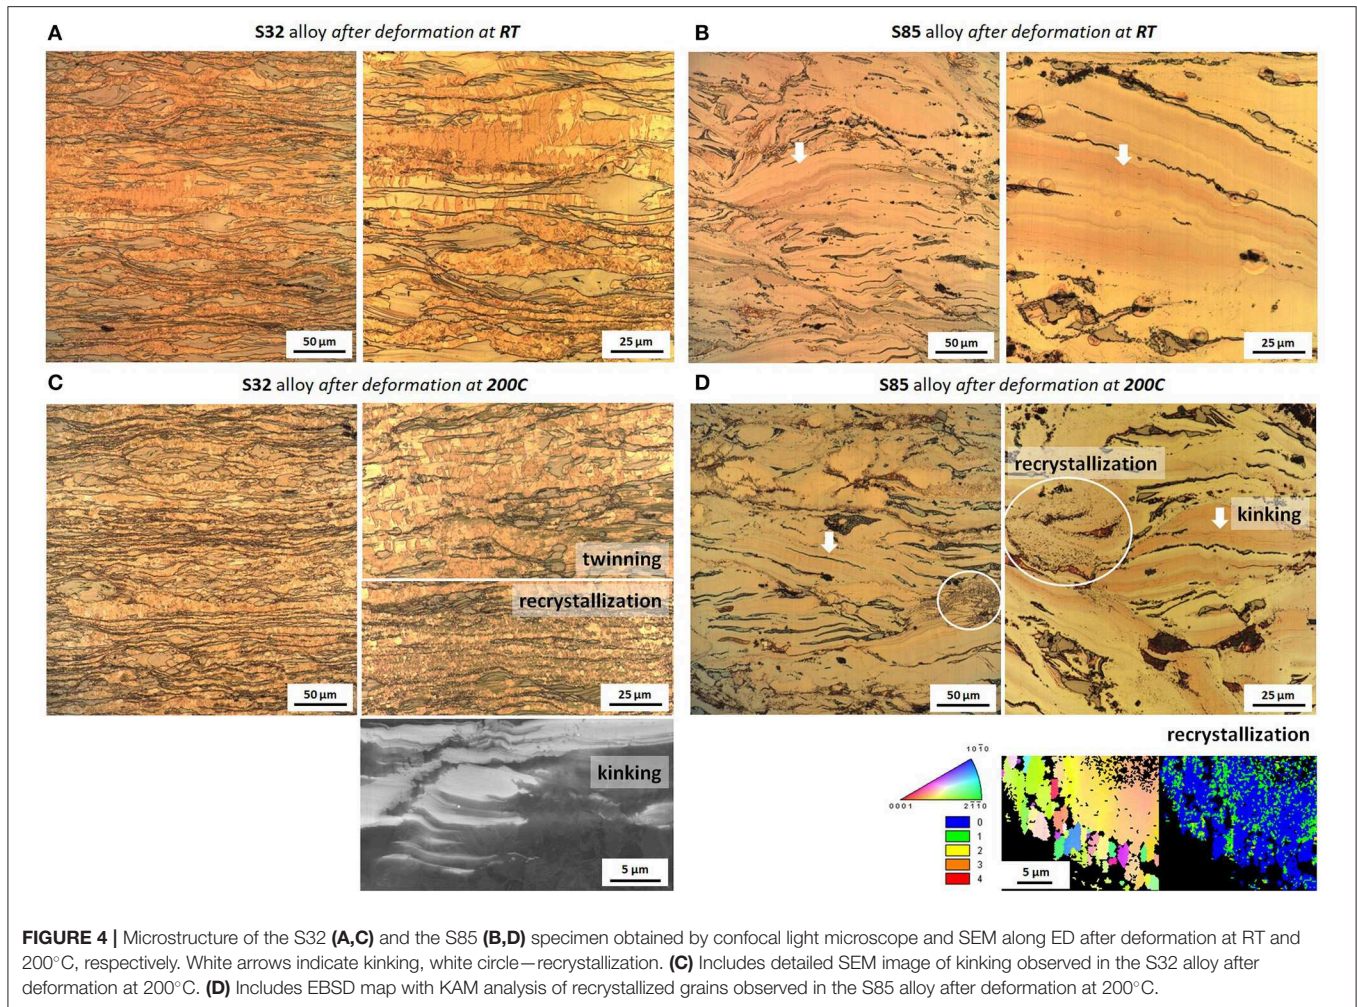 A
S32 alloy after deformation at RT
B
S85 alloy after deformation at RT
50 µm
25 µm
50 µm
25 µm
C
S32 alloy after deformation at 200C
D
S85 alloy after deformation at 200C
twinning
recrystallization
50 µm
25 µm
recrystallization
kinking
50 µm
25 µm
kinking
5 µm
recrystallization
101̄0
0001
21̄1̄0
0
1
2
3
4
5 µm
FIGURE 4 | Microstructure of the S32 (A,C) and the S85 (B,D) specimen obtained by confocal light microscope and SEM along ED after deformation at RT and
200°C, respectively. White arrows indicate kinking, white circle—recrystallization. (C) Includes detailed SEM image of kinking observed in the S32 alloy after
deformation at 200°C. (D) Includes EBSD map with KAM analysis of recrystallized grains observed in the S85 alloy after deformation at 200°C.